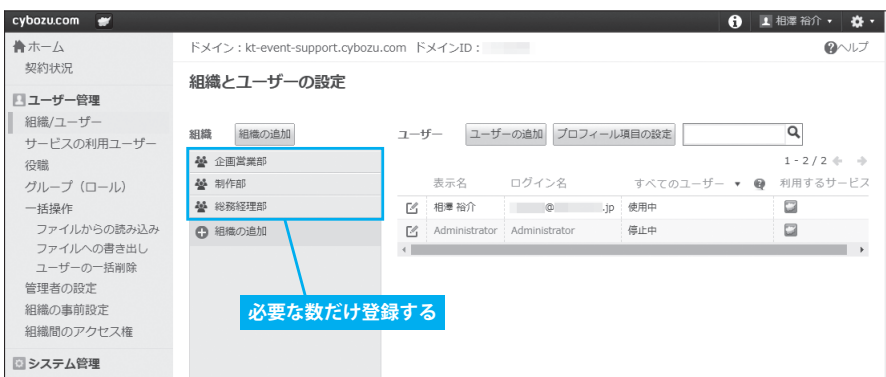 cybozu.com
相澤 裕介
ホーム
契約状況
ユーザー管理
組織/ユーザー
サービスの利用ユーザー
役職
グループ（ロール）
一括操作
ファイルからの読み込み
ファイルへの書き出し
ユーザーの一括削除
管理者の設定
組織の事前設定
組織間のアクセス権
システム管理
ドメイン：kt-event-support.cybozu.com ドメインID：
ヘルプ
組織とユーザーの設定
組織 組織の追加
企画営業部
制作部
総務経理部
組織の追加
必要な数だけ登録する
ユーザー ユーザーの追加 プロフィール項目の設定
1 - 2 / 2
表示名 ログイン名 すべてのユーザー 利用するサービス
相澤 裕介 @ .jp 使用中
Administrator Administrator 停止中